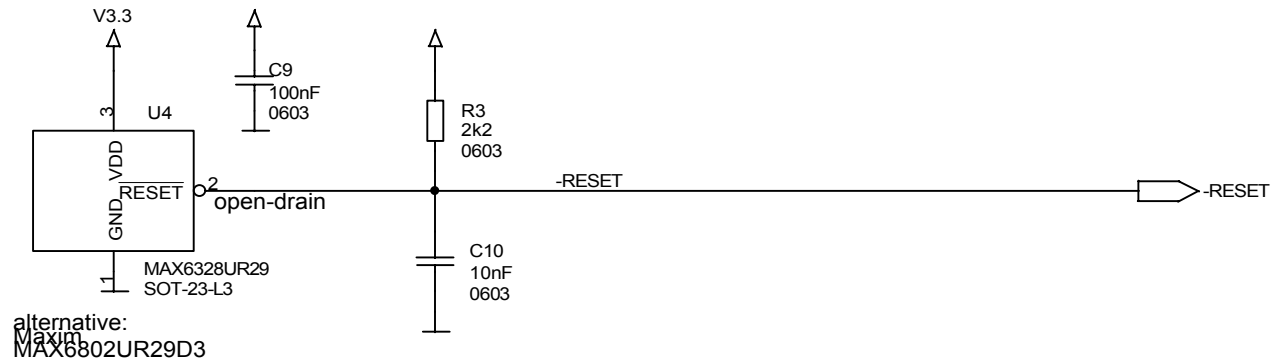 V3.3
C9
100nF
0603
3
U4
R3
2k2
0603
VDD
RESET
GND
2
open-drain
-RESET
-RESET
C10
10nF
0603
1
MAX6328UR29
SOT-23-L3
alternative:
Maxim
MAX6802UR29D3